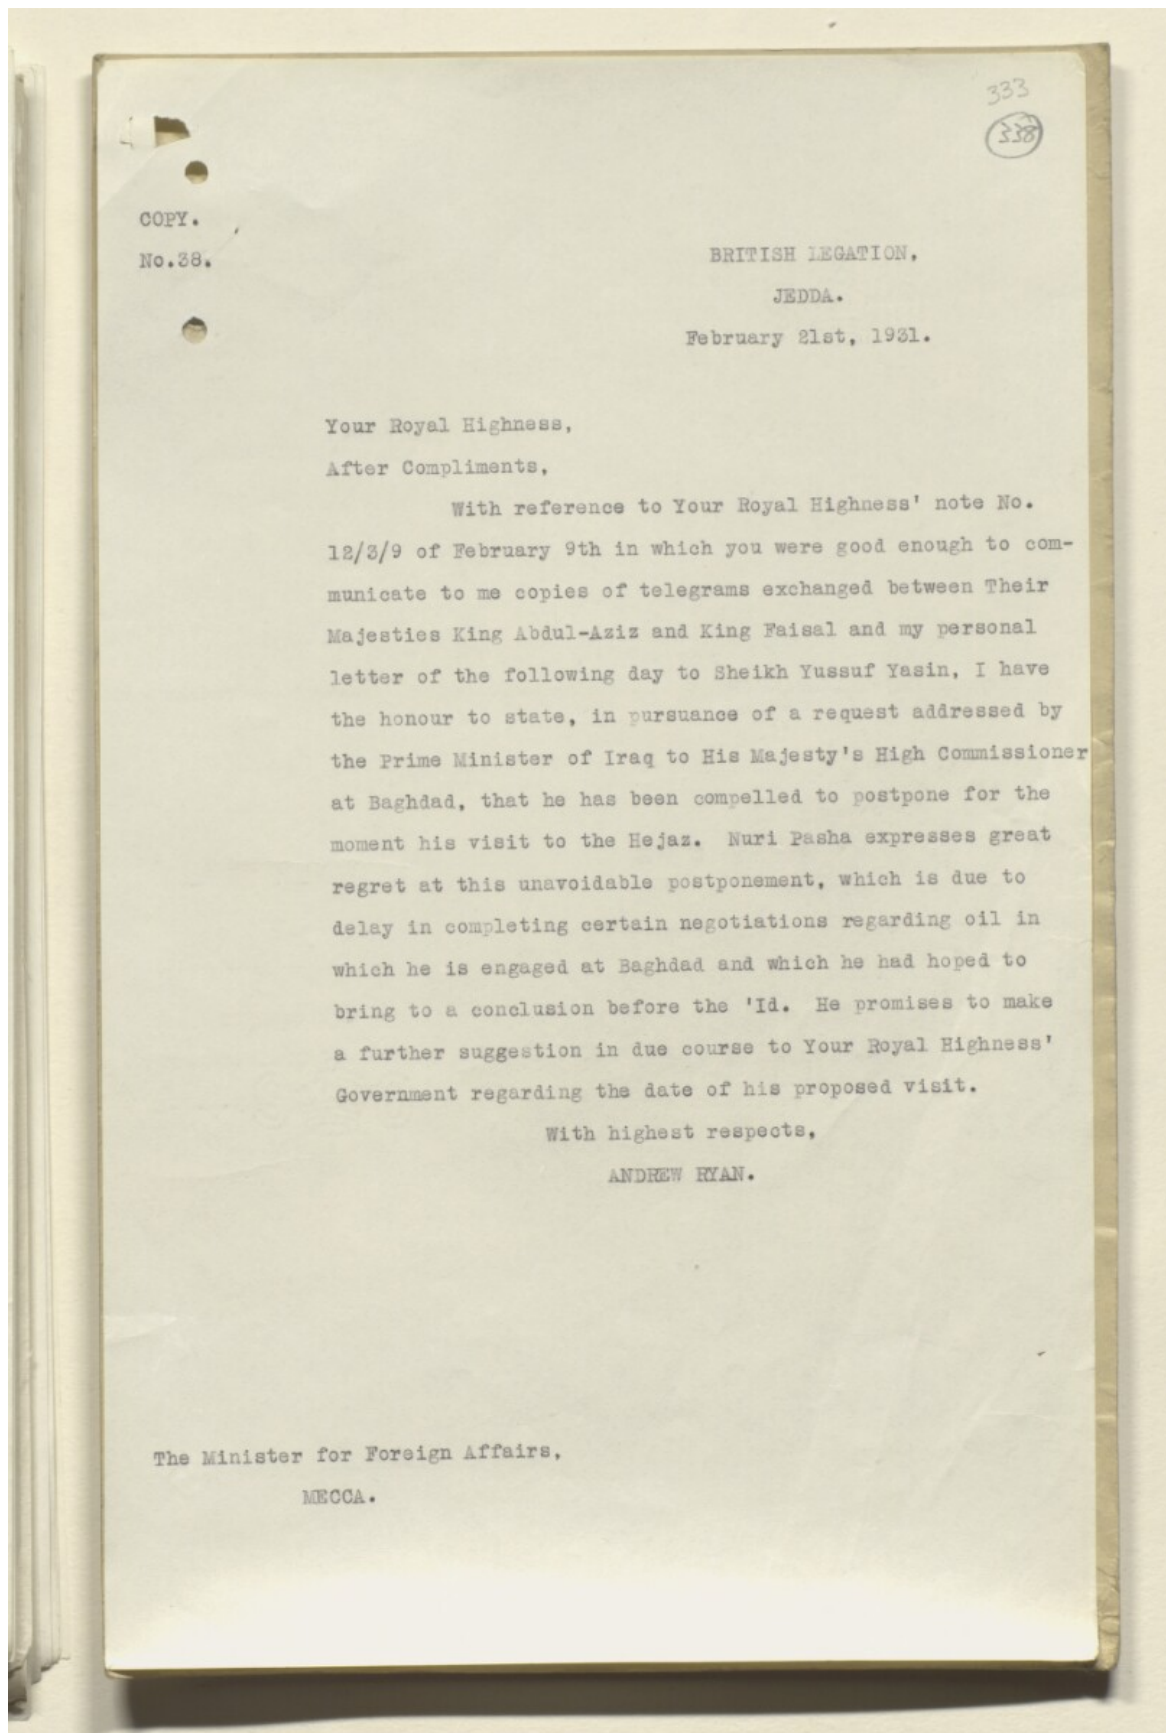 333
338
COPY.
No.38.
BRITISH LEGATION,
JEDDA.
February 21st, 1931.
Your Royal Highness,
After Compliments,
With reference to Your Royal Highness' note No.
12/3/9 of February 9th in which you were good enough to com-
municate to me copies of telegrams exchanged between Their
Majesties King Abdul-Aziz and King Faisal and my personal
letter of the following day to Sheikh Yussuf Yasin, I have
the honour to state, in pursuance of a request addressed by
the Prime Minister of Iraq to His Majesty's High Commissioner
at Baghdad, that he has been compelled to postpone for the
moment his visit to the Hejaz. Nuri Pasha expresses great
regret at this unavoidable postponement, which is due to
delay in completing certain negotiations regarding oil in
which he is engaged at Baghdad and which he had hoped to
bring to a conclusion before the 'Id. He promises to make
a further suggestion in due course to Your Royal Highness'
Government regarding the date of his proposed visit.
With highest respects,
ANDREW RYAN.
The Minister for Foreign Affairs,
MECCA.